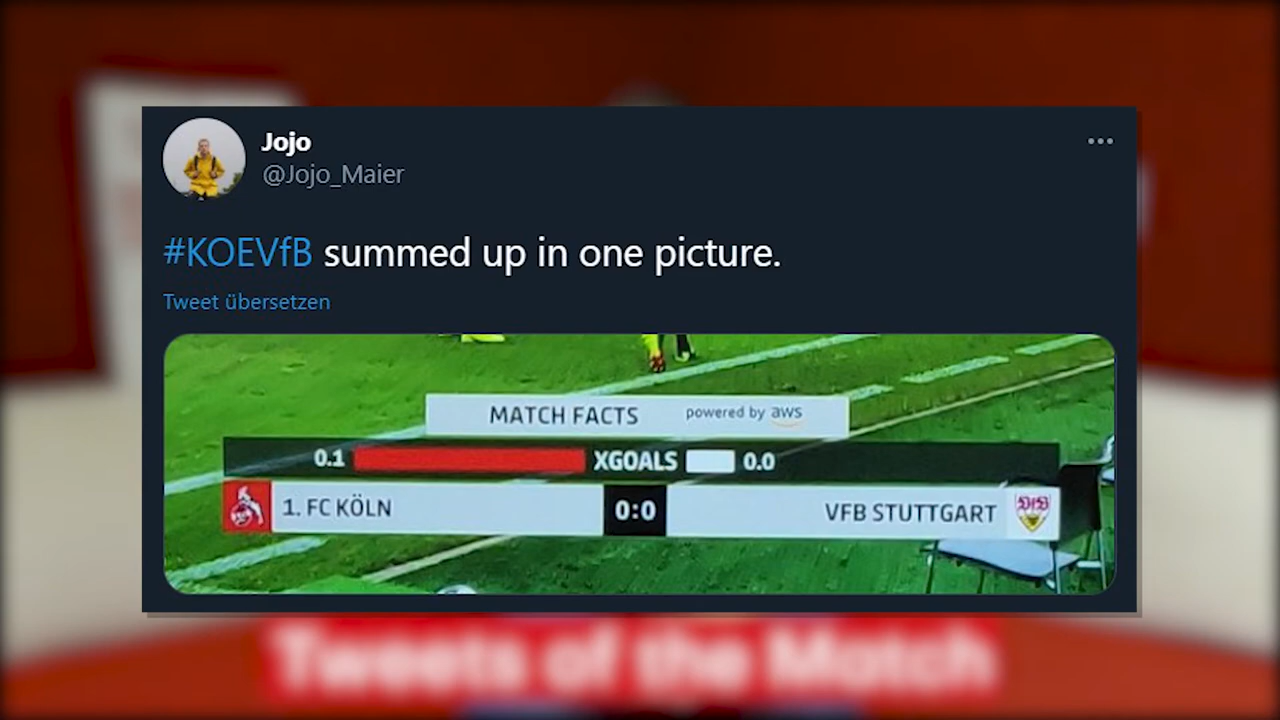 Jojo
@Jojo_Maier
#KOEVfB summed up in one picture.
Tweet übersetzen
MATCH FACTS powered by aws
0.1 XGOALS 0.0
1. FC KÖLN 0:0 VFB STUTTGART VfB
Tweets of the Match